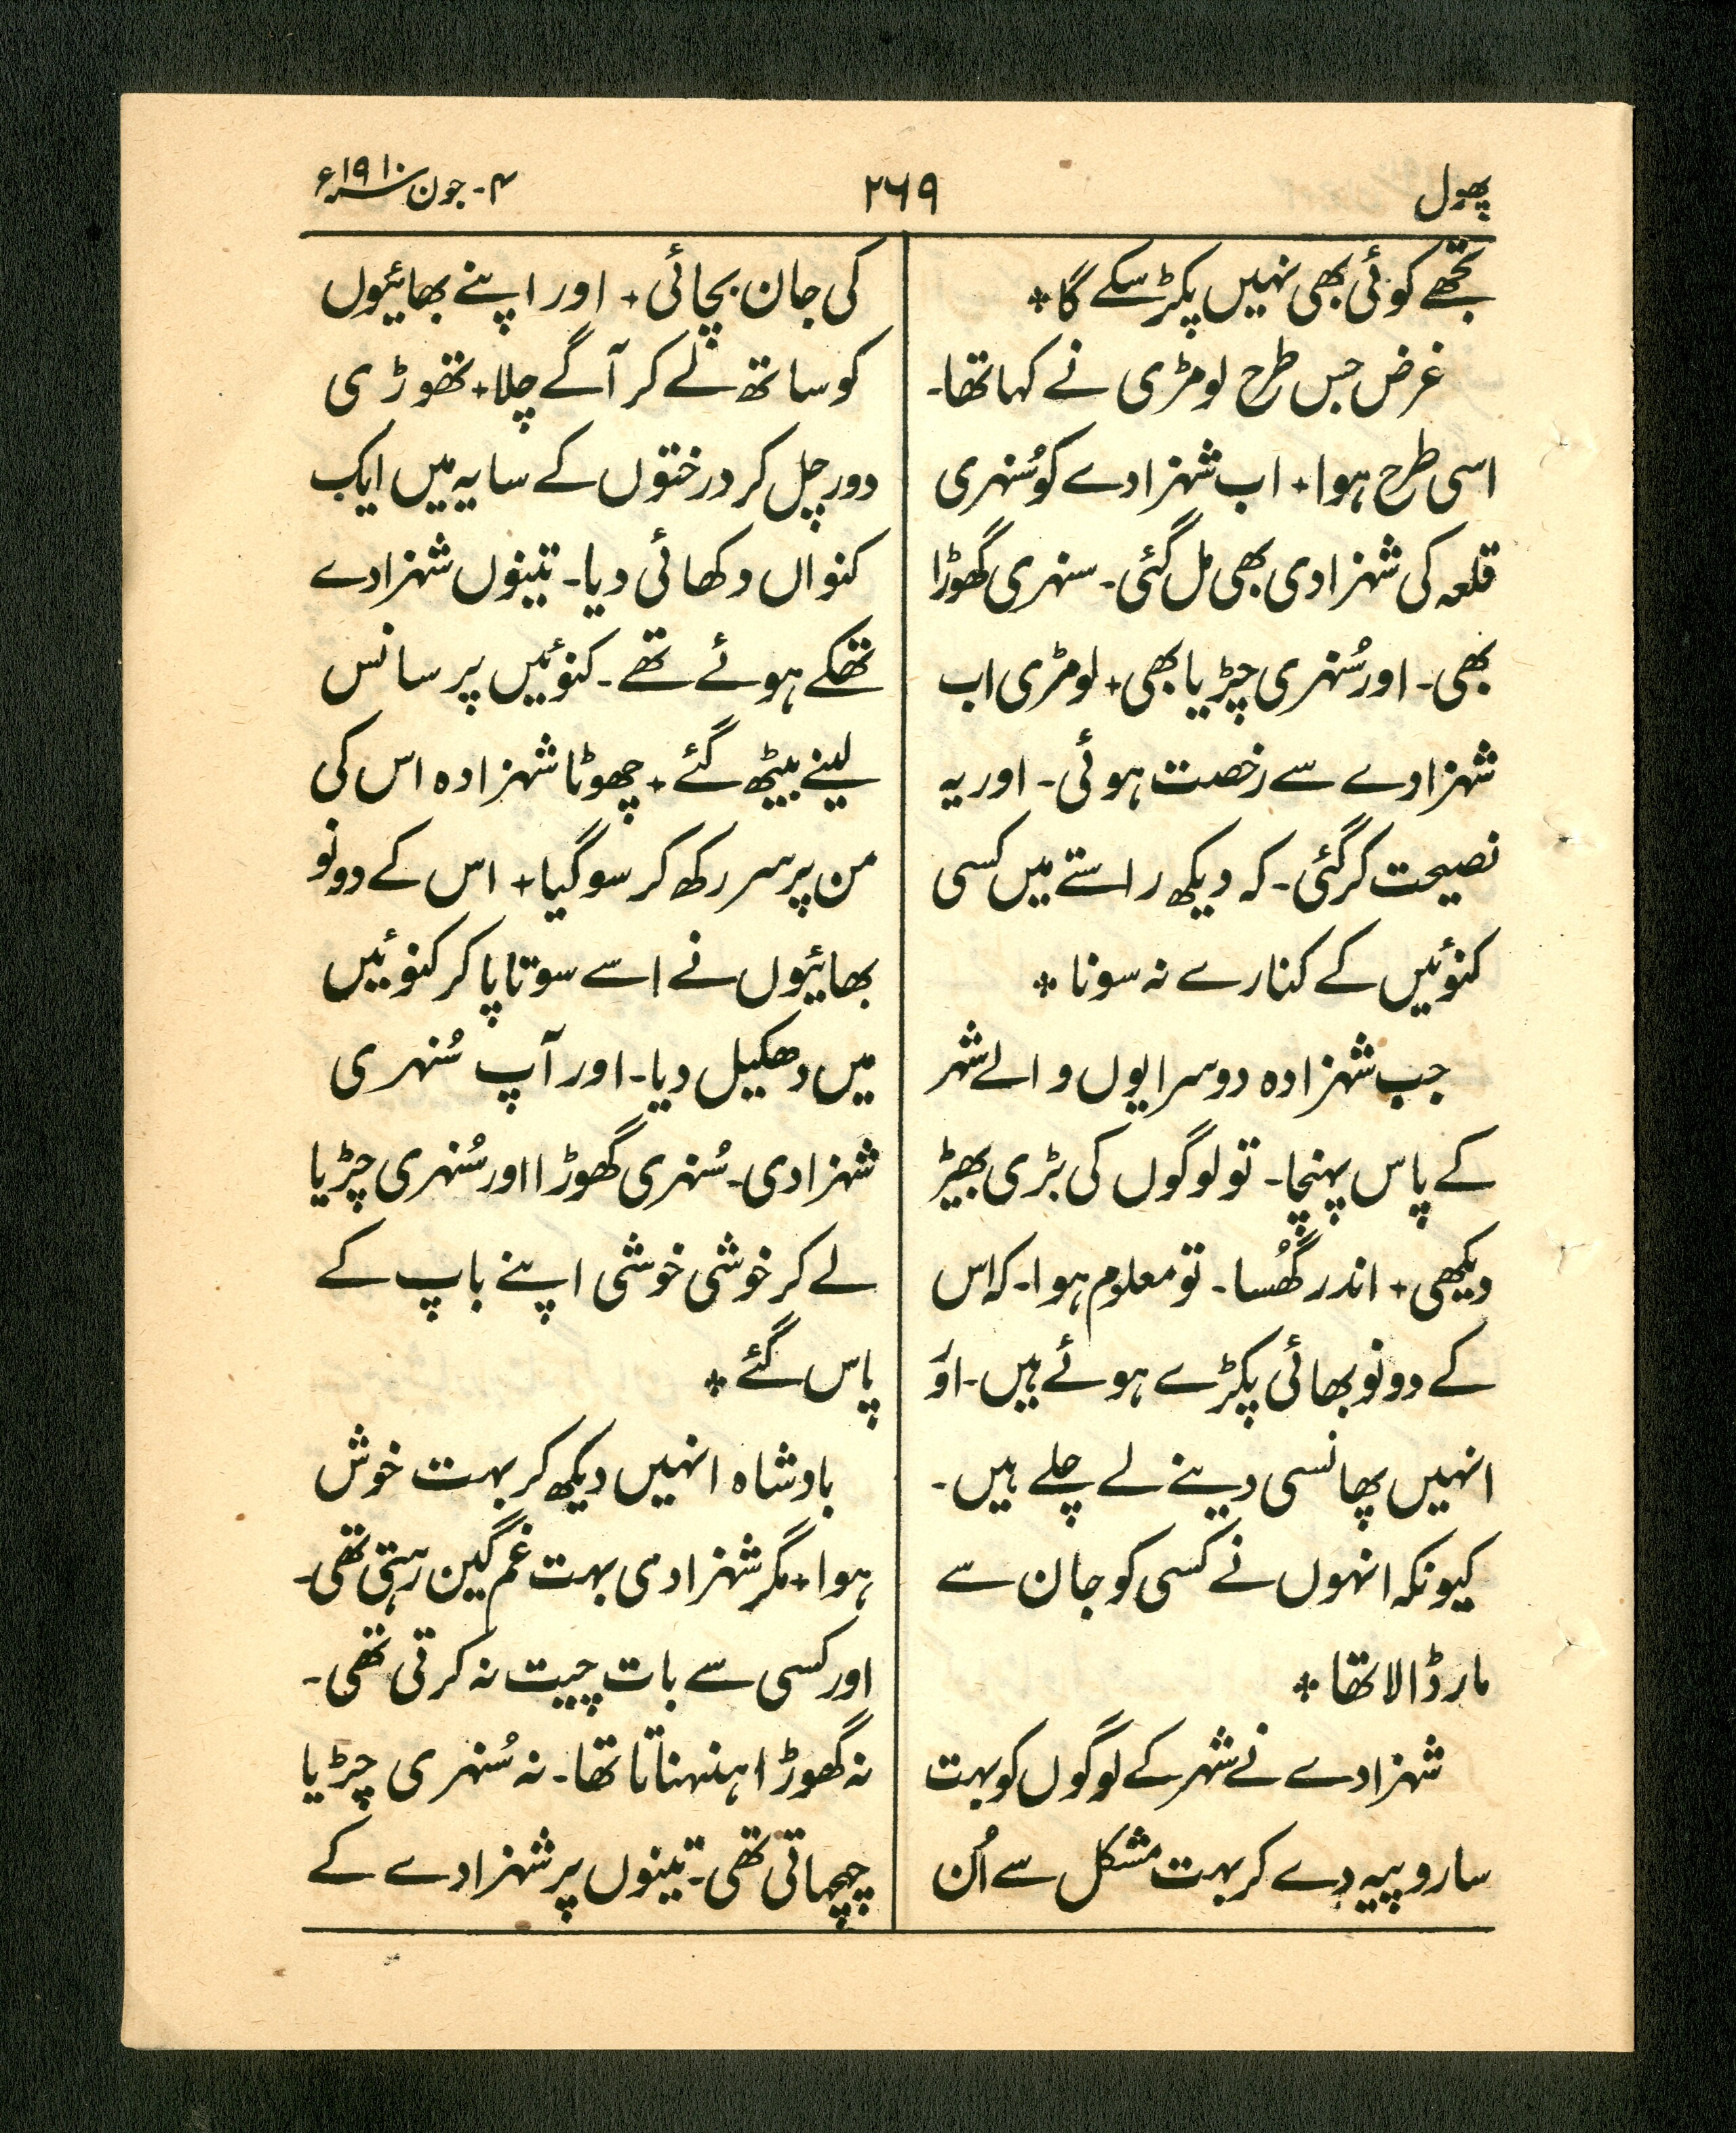 پھول
۲۶۹
۴۔ جون سنہ ۱۹۱۰ء
تجھے کوئی بھی نہیں پکڑ سکے گا ٭
غرض جس طرح لومڑی نے کہا تھا۔
اسی طرح ہوا + اب شہزادے کو سُنہری
قلعہ کی شہزادی بھی مل گئی۔ سنہری گھوڑا
بھی۔ اور سُنہری چڑیا بھی + لومڑی اب
شہزادے سے رخصت ہوئی۔ اور یہ
نصیحت کر گئی۔ کہ دیکھ راستے میں کسی
کنوئیں کے کنارے نہ سونا ٭
جب شہزادہ دوسرایوں والے شہر
کے پاس پہنچا۔ تو لوگوں کی بڑی بھیڑ
دیکھی + اندر گھُسا۔ تو معلوم ہوا۔ کہ اس
کے دونو بھائی پکڑے ہوئے ہیں۔ اوَ
انہیں پھانسی دینے لے چلے ہیں۔
کیونکہ انہوں نے کسی کو جان سے
مار ڈالا تھا ٭
شہزادے نے شہر کے لوگوں کو بہت
سا روپیہ دے کر بہت مشکل سے اُن
کی جان بچائی + اور اپنے بھائیوں
کو ساتھ لے کر آگے چلا + تھوڑی
دور چل کر درختوں کے سایہ میں ایک
کنواں دکھائی دیا۔ تینوں شہزادے
تھکے ہوئے تھے۔ کنوئیں پر سانس
لینے بیٹھ گئے + چھوٹا شہزادہ اس کی
من پر سر رکھ کر سو گیا + اس کے دونو
بھائیوں نے اسے سوتا پا کر کنوئیں
میں دھکیل دیا۔ اور آپ سُنہری
شہزادی۔ سُنہری گھوڑا اور سُنہری چڑیا
لے کر خوشی خوشی اپنے باپ کے
پاس گئے ٭
بادشاہ انہیں دیکھ کر بہت خوش
ہوا + مگر شہزادی بہت غم گین رہتی تھی۔
اور کسی سے بات چیت نہ کرتی تھی۔
نہ گھوڑا ہنہناتا تھا۔ نہ سُنہری چڑیا
چہچہاتی تھی۔ تینوں پر شہزادے کے